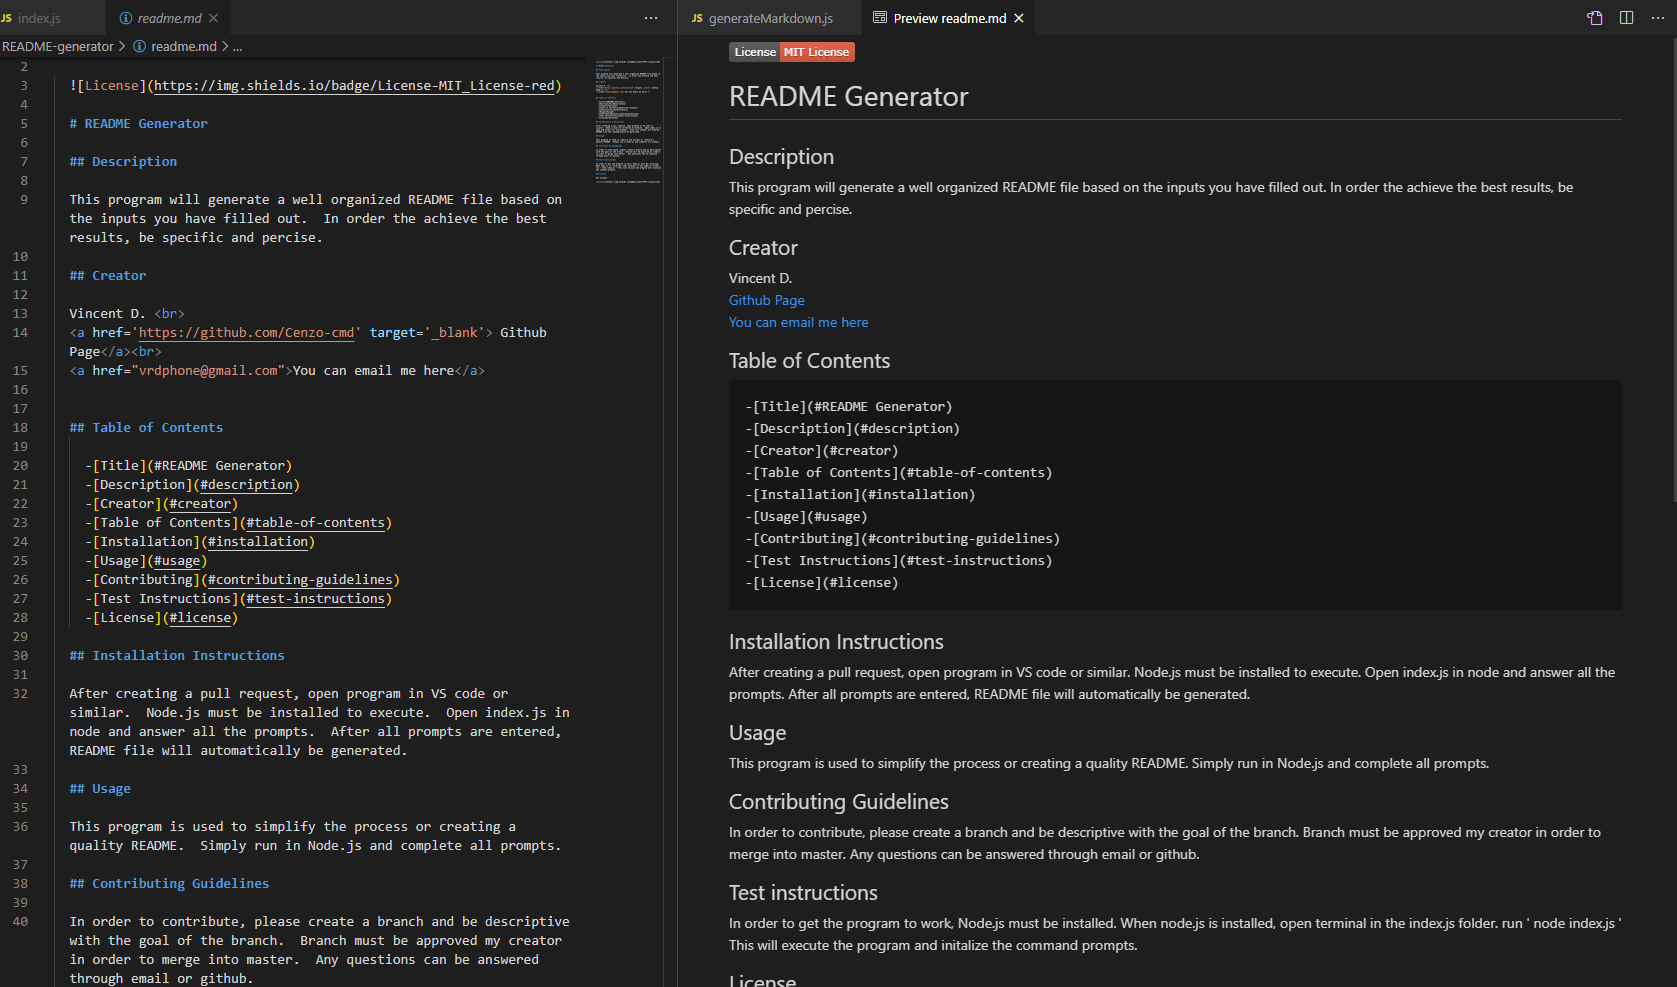 JS index.js
readme.md
README-generator > readme.md > ...
2
3 ![License](https://img.shields.io/badge/License-MIT_License-red)
4
5 # README Generator
6
7 ## Description
8
9 This program will generate a well organized README file based on
the inputs you have filled out.  In order the achieve the best
results, be specific and percise.
10
11 ## Creator
12
13 Vincent D. <br>
14 <a href='https://github.com/Cenzo-cmd' target='_blank'> Github
Page</a><br>
15 <a href="vrdphone@gmail.com">You can email me here</a>
16
17
18 ## Table of Contents
19
20 -[Title](#README Generator)
21 -[Description](#description)
22 -[Creator](#creator)
23 -[Table of Contents](#table-of-contents)
24 -[Installation](#installation)
25 -[Usage](#usage)
26 -[Contributing](#contributing-guidelines)
27 -[Test Instructions](#test-instructions)
28 -[License](#license)
29
30 ## Installation Instructions
31
32 After creating a pull request, open program in VS code or
similar.  Node.js must be installed to execute.  Open index.js in
node and answer all the prompts.  After all prompts are entered,
README file will automatically be generated.
33
34 ## Usage
35
36 This program is used to simplify the process or creating a
quality README.  Simply run in Node.js and complete all prompts.
37
38 ## Contributing Guidelines
39
40 In order to contribute, please create a branch and be descriptive
with the goal of the branch.  Branch must be approved my creator
in order to merge into master.  Any questions can be answered
through email or github.
JS generateMarkdown.js
Preview readme.md
License MIT License
README Generator
Description
This program will generate a well organized README file based on the inputs you have filled out. In order the achieve the best results, be
specific and percise.
Creator
Vincent D.
Github Page
You can email me here
Table of Contents
-[Title](#README Generator)
-[Description](#description)
-[Creator](#creator)
-[Table of Contents](#table-of-contents)
-[Installation](#installation)
-[Usage](#usage)
-[Contributing](#contributing-guidelines)
-[Test Instructions](#test-instructions)
-[License](#license)
Installation Instructions
After creating a pull request, open program in VS code or similar. Node.js must be installed to execute. Open index.js in node and answer all the
prompts. After all prompts are entered, README file will automatically be generated.
Usage
This program is used to simplify the process or creating a quality README. Simply run in Node.js and complete all prompts.
Contributing Guidelines
In order to contribute, please create a branch and be descriptive with the goal of the branch. Branch must be approved my creator in order to
merge into master. Any questions can be answered through email or github.
Test instructions
In order to get the program to work, Node.js must be installed. When node.js is installed, open terminal in the index.js folder. run ' node index.js '
This will execute the program and initalize the command prompts.
License